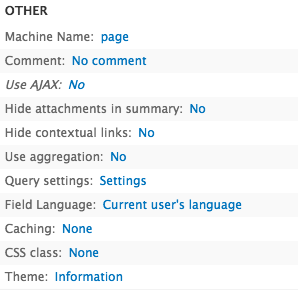 OTHER
Machine Name: page
Comment: No comment
Use AJAX: No
Hide attachments in summary: No
Hide contextual links: No
Use aggregation: No
Query settings: Settings
Field Language: Current user's language
Caching: None
CSS class: None
Theme: Information